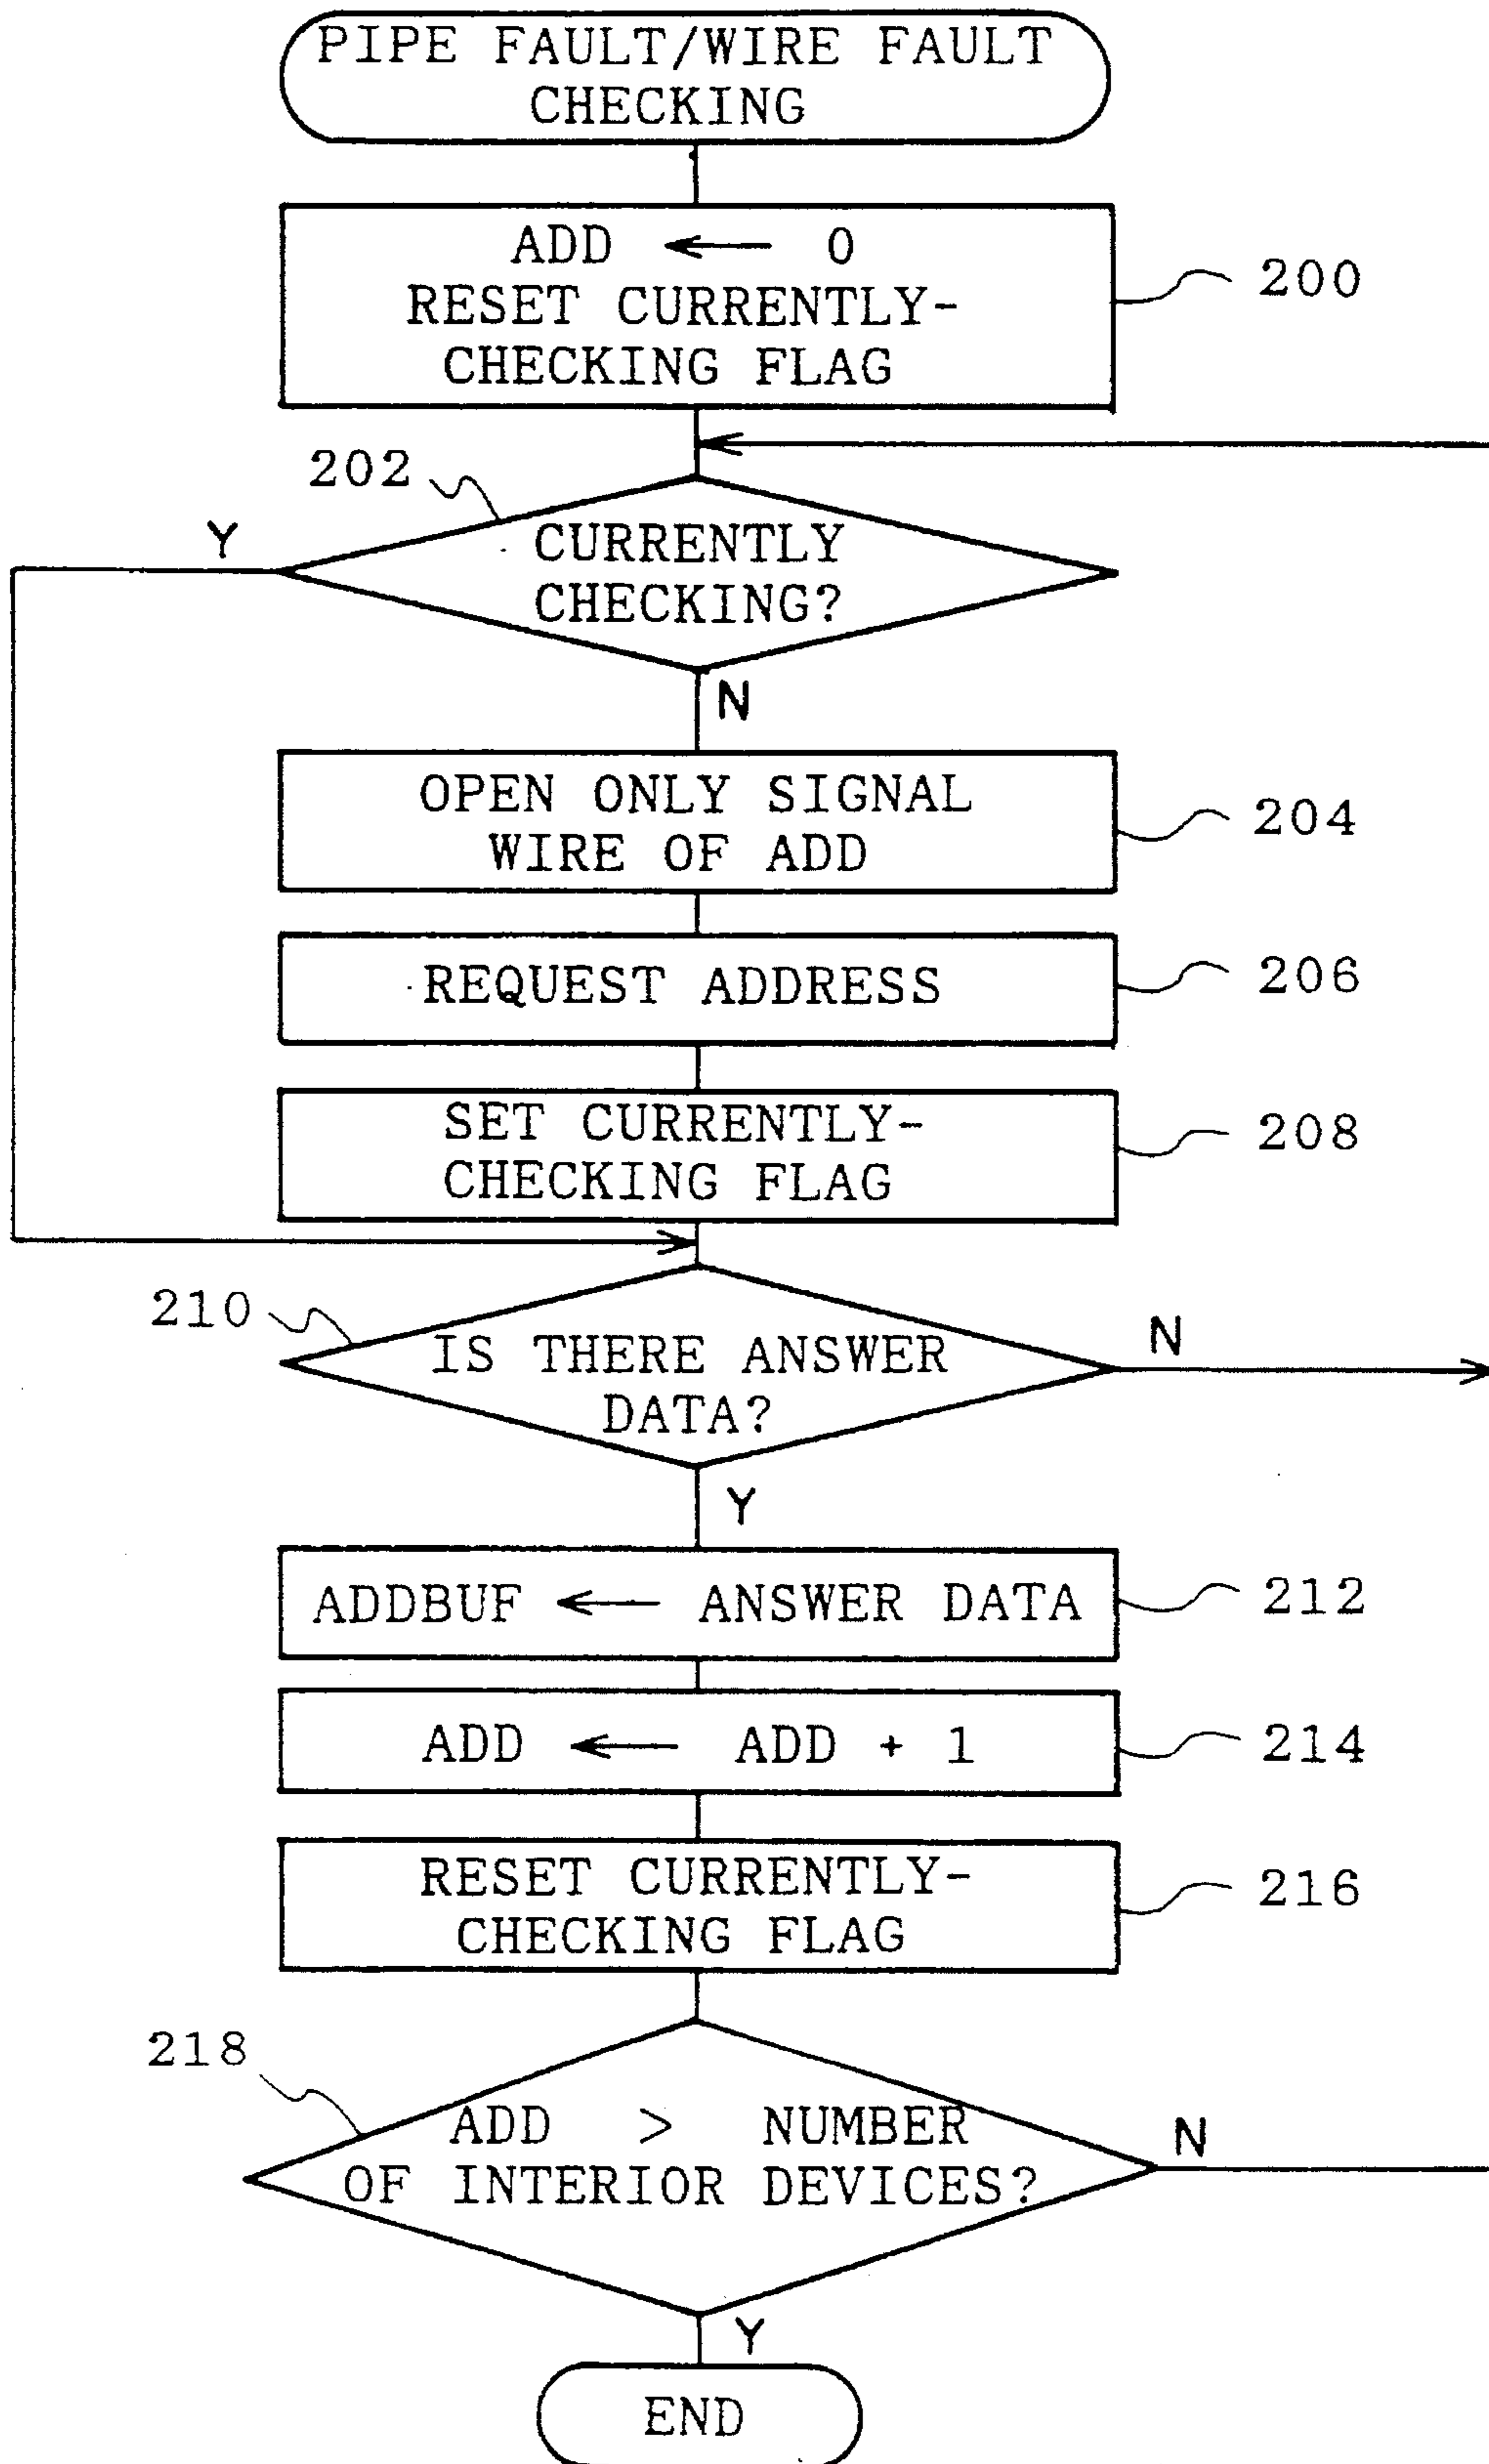 PIPE FAULT/WIRE FAULT
CHECKING
ADD ← 0
RESET CURRENTLY-
CHECKING FLAG
200
202
Y
CURRENTLY
CHECKING?
N
OPEN ONLY SIGNAL
WIRE OF ADD
204
REQUEST ADDRESS
206
SET CURRENTLY-
CHECKING FLAG
208
210
IS THERE ANSWER
DATA?
N
Y
ADDBUF ← ANSWER DATA
212
ADD ← ADD + 1
214
RESET CURRENTLY-
CHECKING FLAG
216
218
ADD > NUMBER
OF INTERIOR DEVICES?
N
Y
END